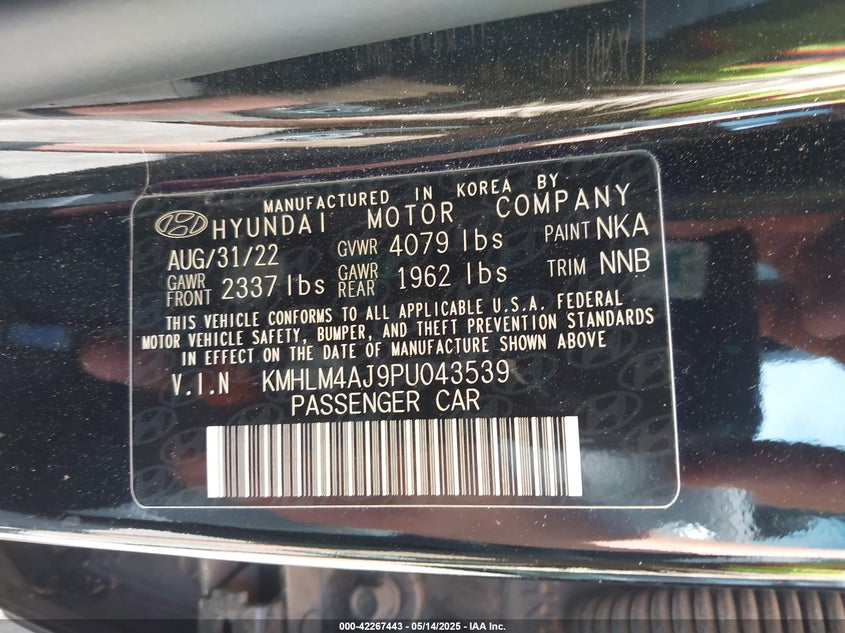 MANUFACTURED IN KOREA BY
HYUNDAI MOTOR COMPANY
AUG/31/22 GVWR 4079 lbs PAINT NKA
GAWR FRONT 2337 lbs GAWR REAR 1962 lbs TRIM NNB
THIS VEHICLE CONFORMS TO ALL APPLICABLE U.S.A. FEDERAL
MOTOR VEHICLE SAFETY, BUMPER, AND THEFT PREVENTION STANDARDS
IN EFFECT ON THE DATE OF MANUFACTURE SHOWN ABOVE
V.I.N KMHLM4AJ9PU043539
PASSENGER CAR
000-42267443 - 05/14/2025 - IAA Inc.